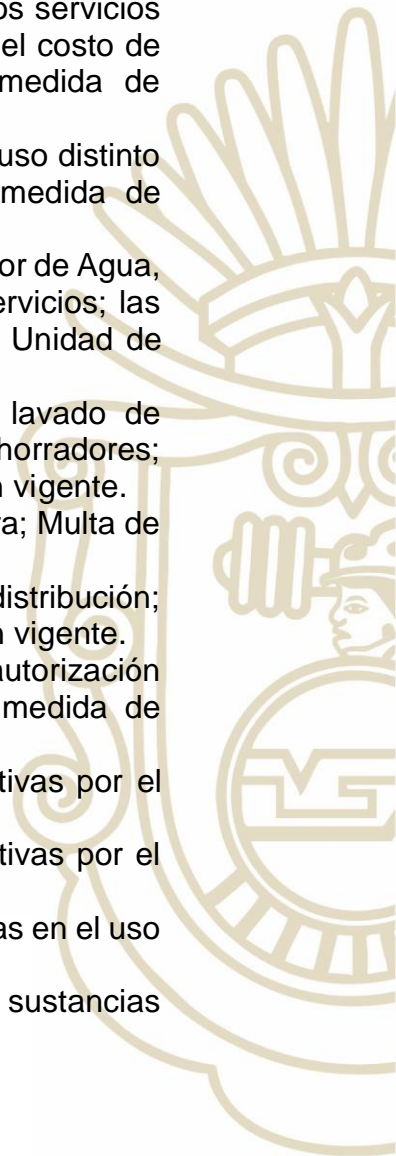 os servicios
el costo de
medida de
uso distinto
medida de
or de Agua,
ervicios; las
Unidad de
lavado de
horradores;
n vigente.
ra; Multa de
distribución;
n vigente.
autorización
medida de
tivas por el
tivas por el
as en el uso
sustancias